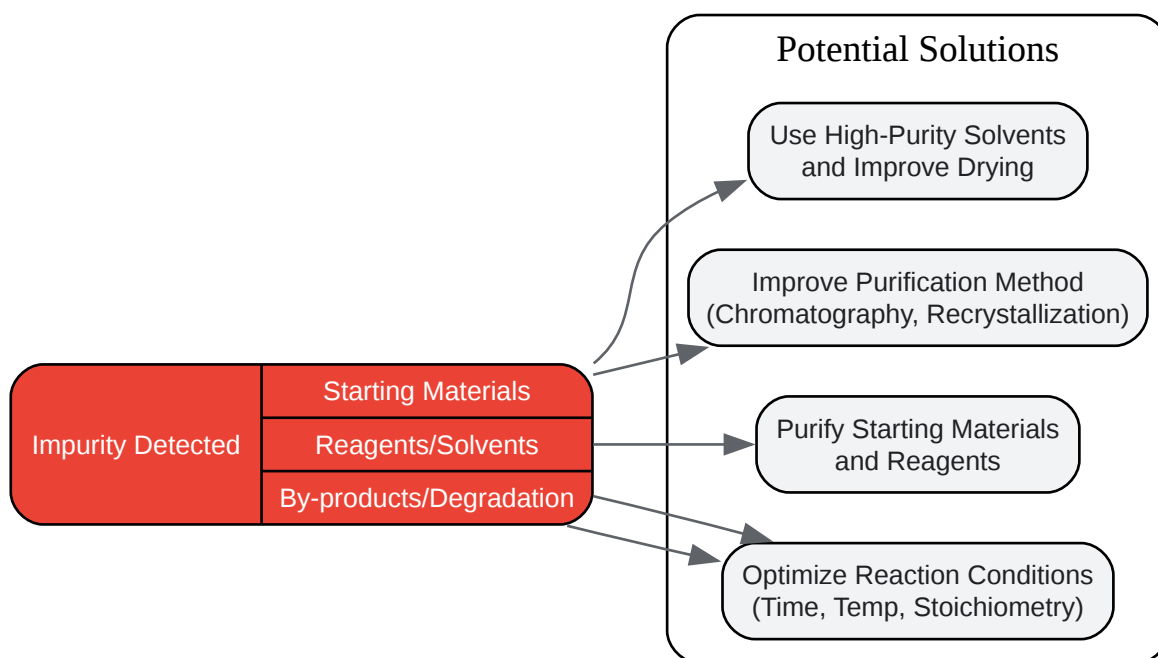 Potential Solutions
Use High-Purity Solvents
and Improve Drying
Improve Purification Method
(Chromatography, Recrystallization)
Impurity Detected
Starting Materials
Reagents/Solvents
By-products/Degradation
Purify Starting Materials
and Reagents
Optimize Reaction Conditions
(Time, Temp, Stoichiometry)